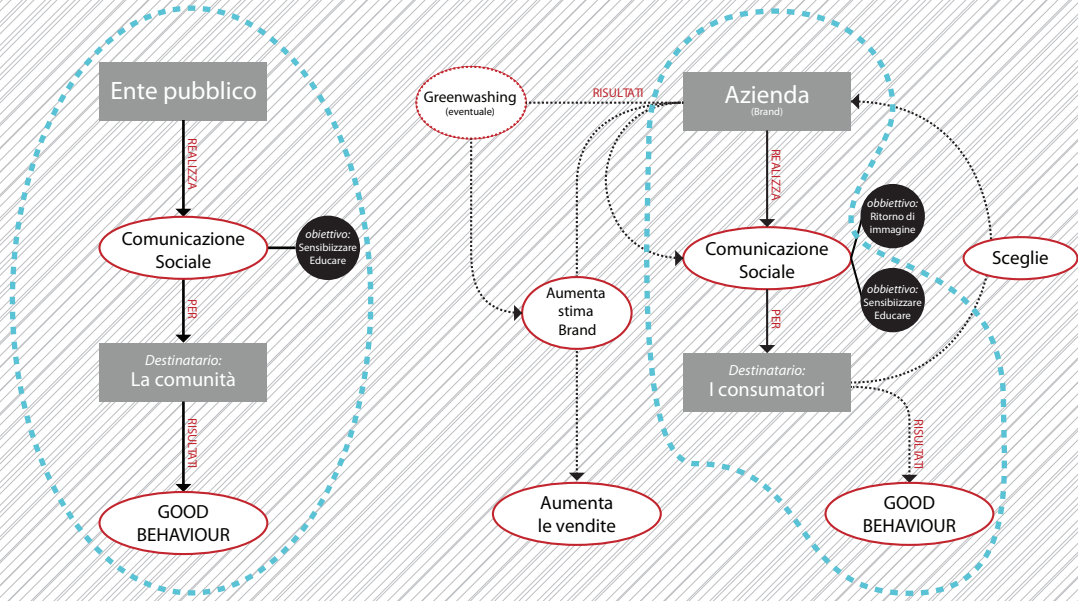 Ente pubblico
REALIZZA
Comunicazione
Sociale
obiettivo:
Sensibiizzare
Educare
PER
Destinatario:
La comunità
RISULTATI
GOOD
BEHAVIOUR
Greenwashing
(eventuale)
RISULTATI
Azienda
(Brand)
REALIZZA
obiettivo:
Ritorno di
immagine
Comunicazione
Sociale
obiettivo:
Sensibiizzare
Educare
Sceglie
Aumenta
stima
Brand
PER
Destinatario:
I consumatori
RISULTATI
Aumenta
le vendite
GOOD
BEHAVIOUR